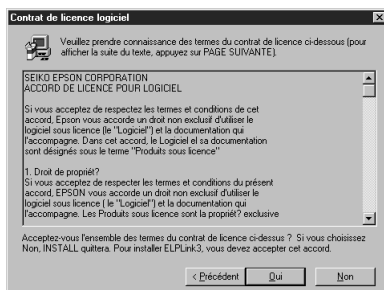 Contrat de licence logiciel
Veuillez prendre connaissance des termes du contrat de licence ci-dessous (pour
afficher la suite du texte, appuyez sur PAGE SUIVANTE).
SEIKO EPSON CORPORATION
ACCORD DE LICENCE POUR LOGICIEL
Si vous acceptez de respectez les termes et conditions de cet
accord, Epson vous accorde un droit non exclusif d'utiliser le
logiciel sous licence (le "Logiciel") et la documentation qui
l'accompagne. Dans cet accord, le Logiciel el sa documentation
sont désignés sous le terme "Produits sous licence"
1. Droit de propriét?
Si vous acceptez de respecter les termes et conditions du présent
accord, EPSON vous accorde un droit non exclusif d'utiliser le
logiciel sous licence ( le "Logiciel") et la documentation qui
l'accompagne. Les Produits sous licence sont la propriét? exclusive
Acceptez-vous l'ensemble des termes du contrat de licence ci-dessus ? Si vous choisissez
Non, INSTALL quittera. Pour installer ELPLink3, vous devez accepter cet accord.
< Précédent
Oui
Non